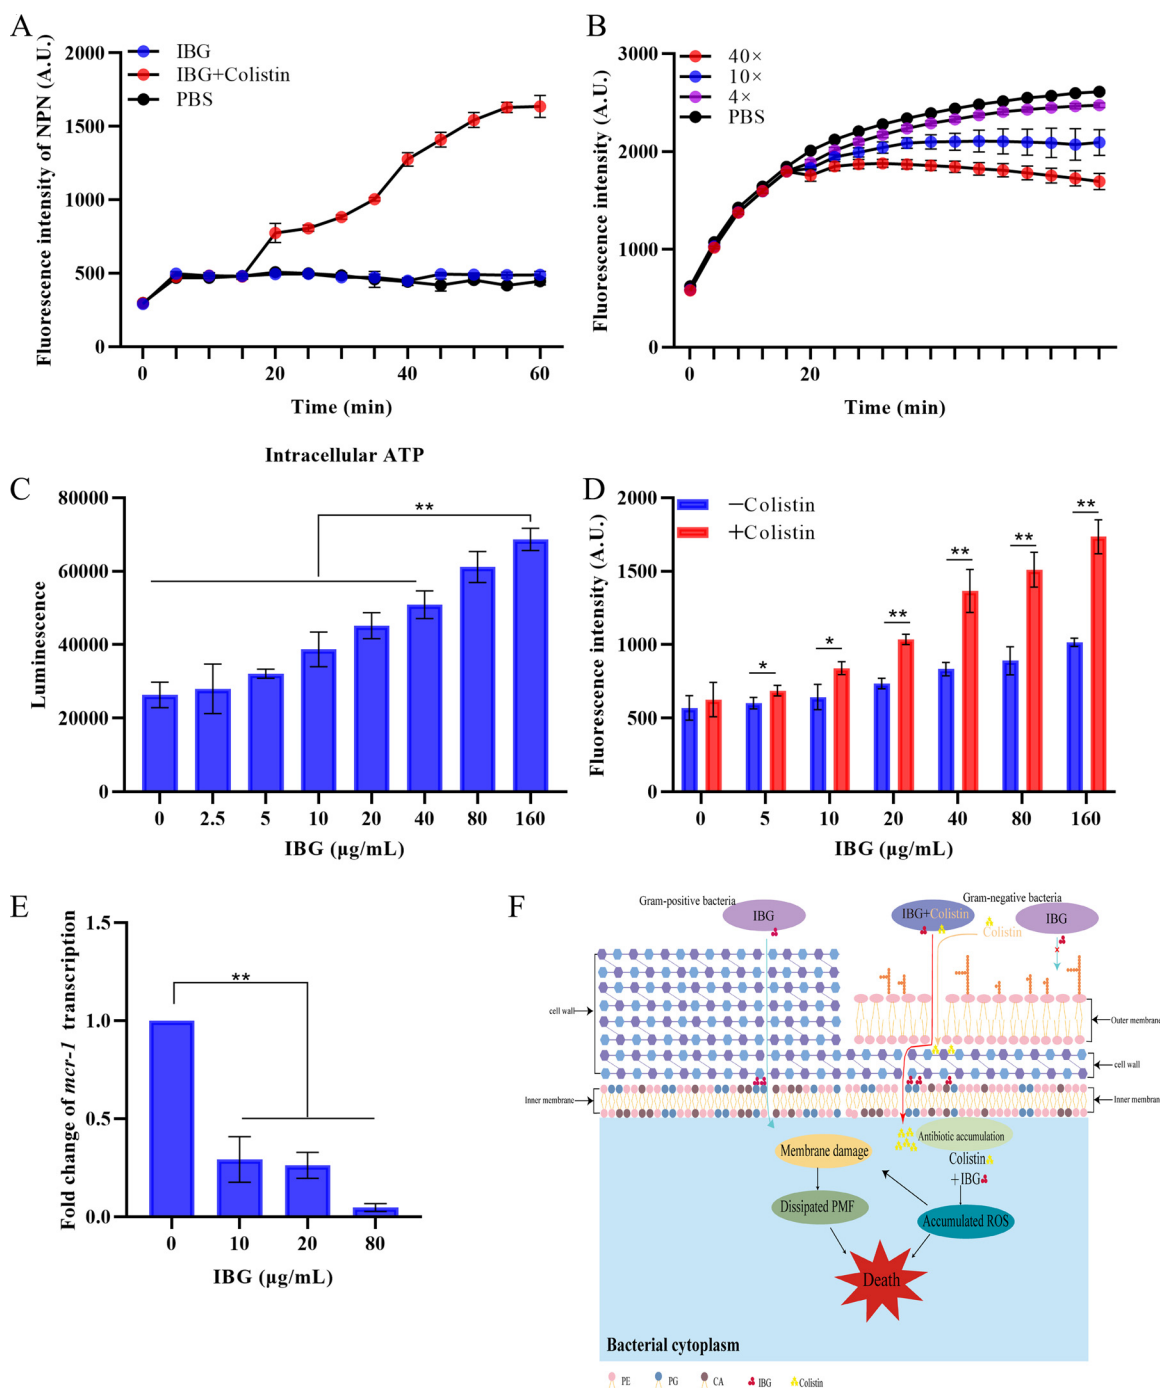 A
Fluorescence intensity of NPN (A.U.)
2000
1500
1000
500
0
IBG
IBG+Colistin
PBS
0
20
40
60
Time (min)
B
Fluorescence intensity (A.U.)
3000
2000
1000
0
40×
10×
4×
PBS
0
20
Time (min)
C
Intracellular ATP
Luminescence
80000
60000
40000
20000
0
**
0 2.5 5 10 20 40 80 160
IBG (μg/mL)
D
Fluorescence intensity (A.U.)
2000
1500
1000
500
0
−Colistin
+Colistin
* * ** ** ** **
0 5 10 20 40 80 160
IBG (μg/mL)
E
Fold change of mcr-1 transcription
1.5
1.0
0.5
0.0
**
0 10 20 80
IBG (μg/mL)
F
Gram-positive bacteria
IBG
IBG+Colistin
Gram-negative bacteria
IBG
Colistin
cell wall
Outer membrane
cell wall
Inner membrane
Inner membrane
Antibiotic accumulation
Colistin
+IBG
Membrane damage
Dissipated PMF
Accumulated ROS
Death
Bacterial cytoplasm
PE PG CA IBG Colistin